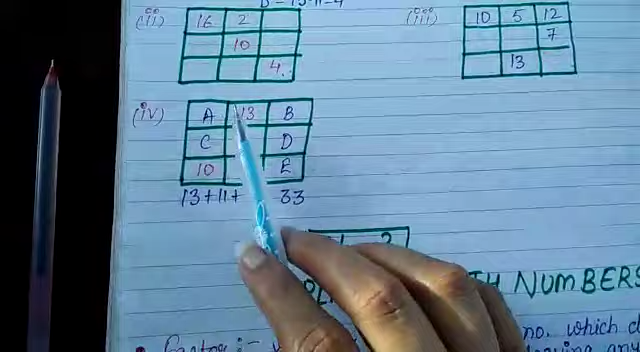 (ii) 16 2
10
4.
(iii) 10 5 12
7
13
(iv) A 13 B
C D
10 E
13+11+ 33
TH NUMBERS
no. which d